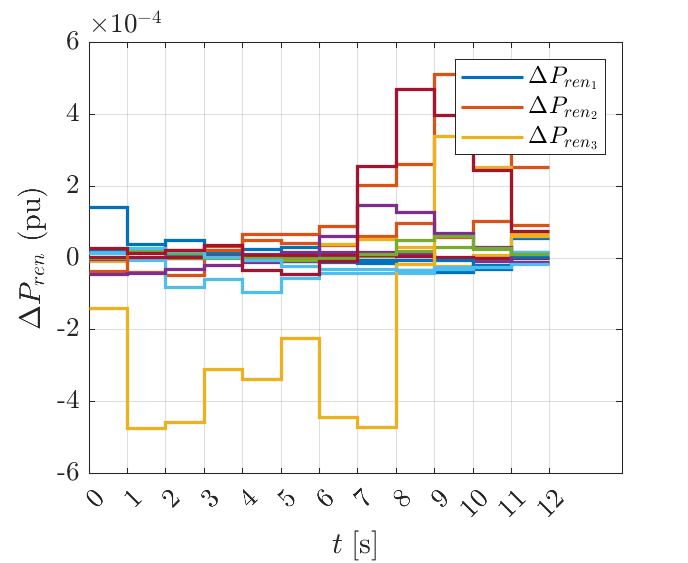 ×10⁻⁴
6
4
2
0
-2
-4
-6
ΔP_ren (pu)
ΔP_ren₁
ΔP_ren₂
ΔP_ren₃
0 1 2 3 4 5 6 7 8 9 10 11 12
t [s]